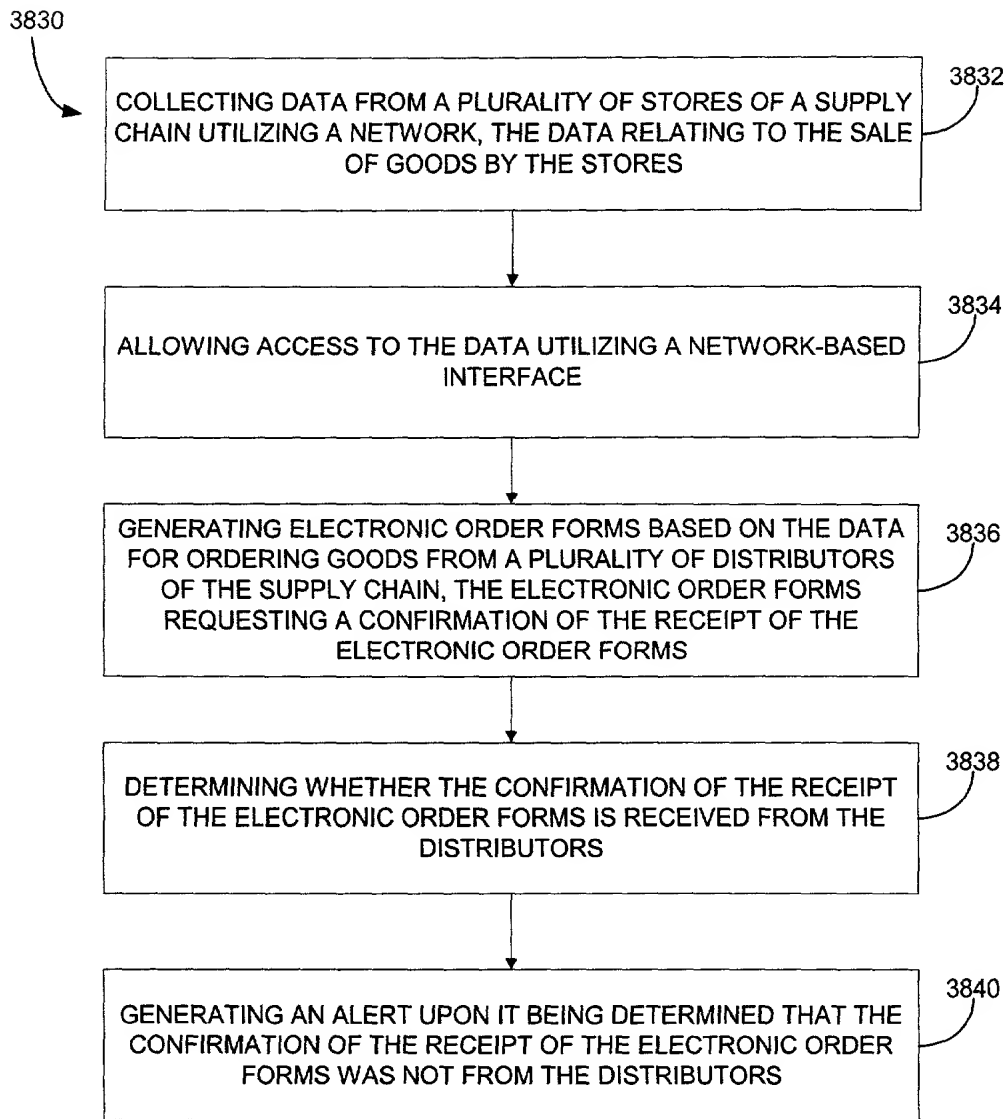 3830
3832
COLLECTING DATA FROM A PLURALITY OF STORES OF A SUPPLY
CHAIN UTILIZING A NETWORK, THE DATA RELATING TO THE SALE
OF GOODS BY THE STORES
3834
ALLOWING ACCESS TO THE DATA UTILIZING A NETWORK-BASED
INTERFACE
3836
GENERATING ELECTRONIC ORDER FORMS BASED ON THE DATA
FOR ORDERING GOODS FROM A PLURALITY OF DISTRIBUTORS
OF THE SUPPLY CHAIN, THE ELECTRONIC ORDER FORMS
REQUESTING A CONFIRMATION OF THE RECEIPT OF THE
ELECTRONIC ORDER FORMS
3838
DETERMINING WHETHER THE CONFIRMATION OF THE RECEIPT
OF THE ELECTRONIC ORDER FORMS IS RECEIVED FROM THE
DISTRIBUTORS
3840
GENERATING AN ALERT UPON IT BEING DETERMINED THAT THE
CONFIRMATION OF THE RECEIPT OF THE ELECTRONIC ORDER
FORMS WAS NOT FROM THE DISTRIBUTORS